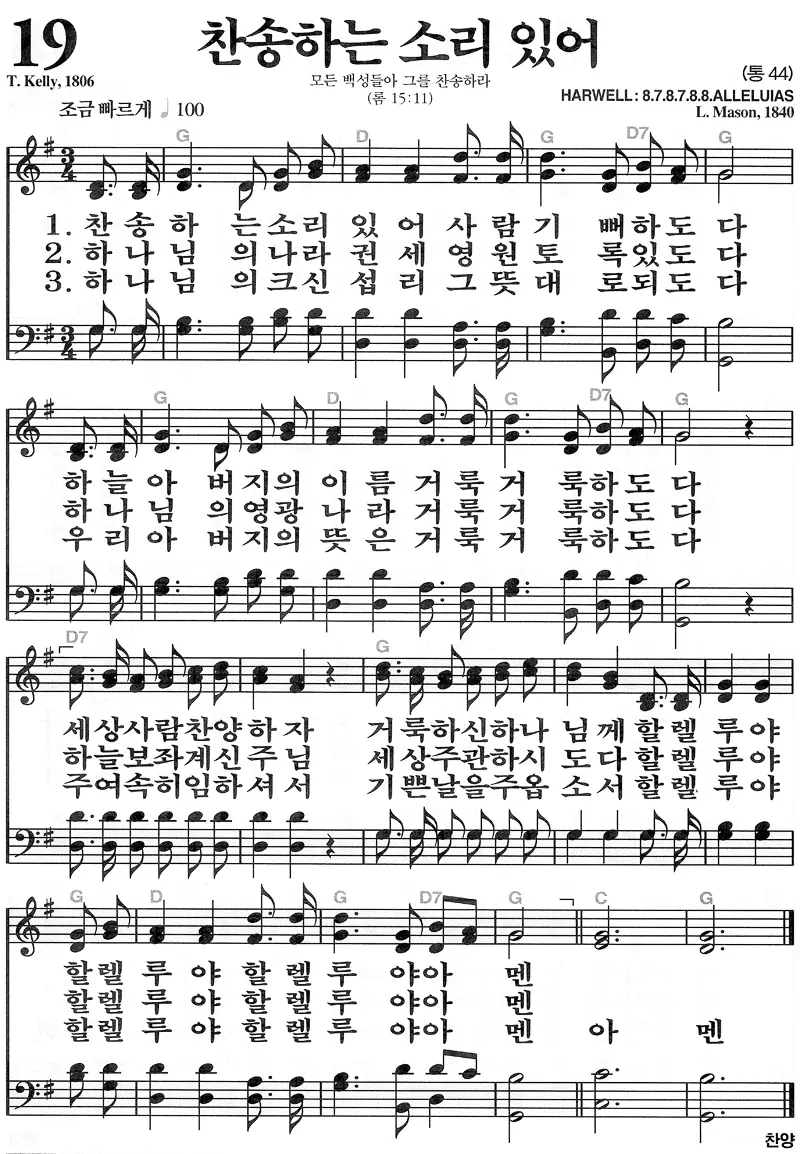 19
찬송하는 소리 있어
T. Kelly, 1806
모든 백성들아 그를 찬송하라
(롬 15:11)
(통 44)
HARWELL: 8.7.8.7.8.8.ALLELUIAS
L. Mason, 1840
조금 빠르게 ♩ 100
G D G D7 G
3 4
1. 찬 송 하 는소리 있 어 사 람 기 뻐하도 다
2. 하 나 님 의나라 권 세 영 원 토 록있도 다
3. 하 나 님 의크신 섭 리 그 뜻 대 로되도 다
3 4
G D G D7 G
하 늘 아 버지의 이 름 거 룩 거 룩하도 다
하 나 님 의영광 나 라 거 룩 거 룩하도 다
우 리 아 버지의 뜻 은 거 룩 거 룩하도 다
D7 G
세상사람찬양하 자 거룩하신하나 님 께 할 렐 루 야
하늘보좌계신주 님 세상주관하시 도 다 할 렐 루 야
주여속히임하셔 서 기쁜날을주옵 소 서 할 렐 루 야
G D G D7 G C G
할렐 루 야 할 렐 루 야아 멘
할렐 루 야 할 렐 루 야 멘
할렐 루 야 할 렐 루 야아 멘 아 멘
찬양